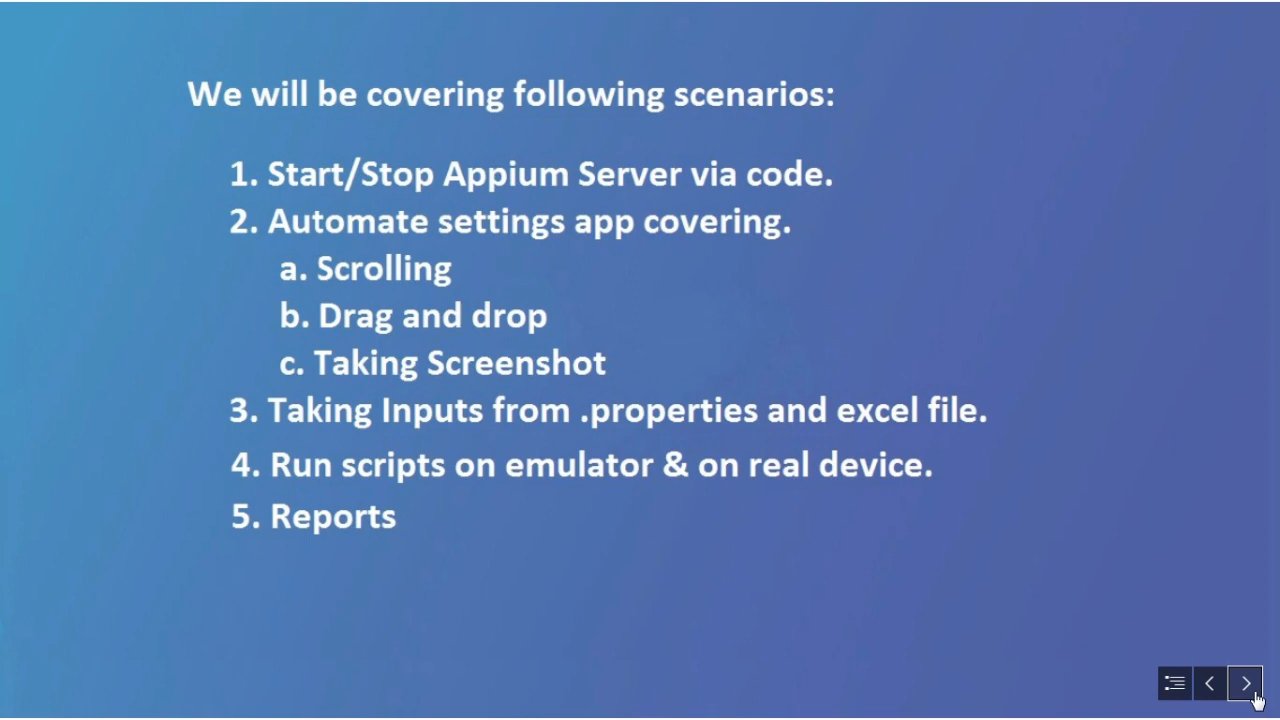 We will be covering following scenarios:
1. Start/Stop Appium Server via code.
2. Automate settings app covering.
a. Scrolling
b. Drag and drop
c. Taking Screenshot
3. Taking Inputs from .properties and excel file.
4. Run scripts on emulator & on real device.
5. Reports